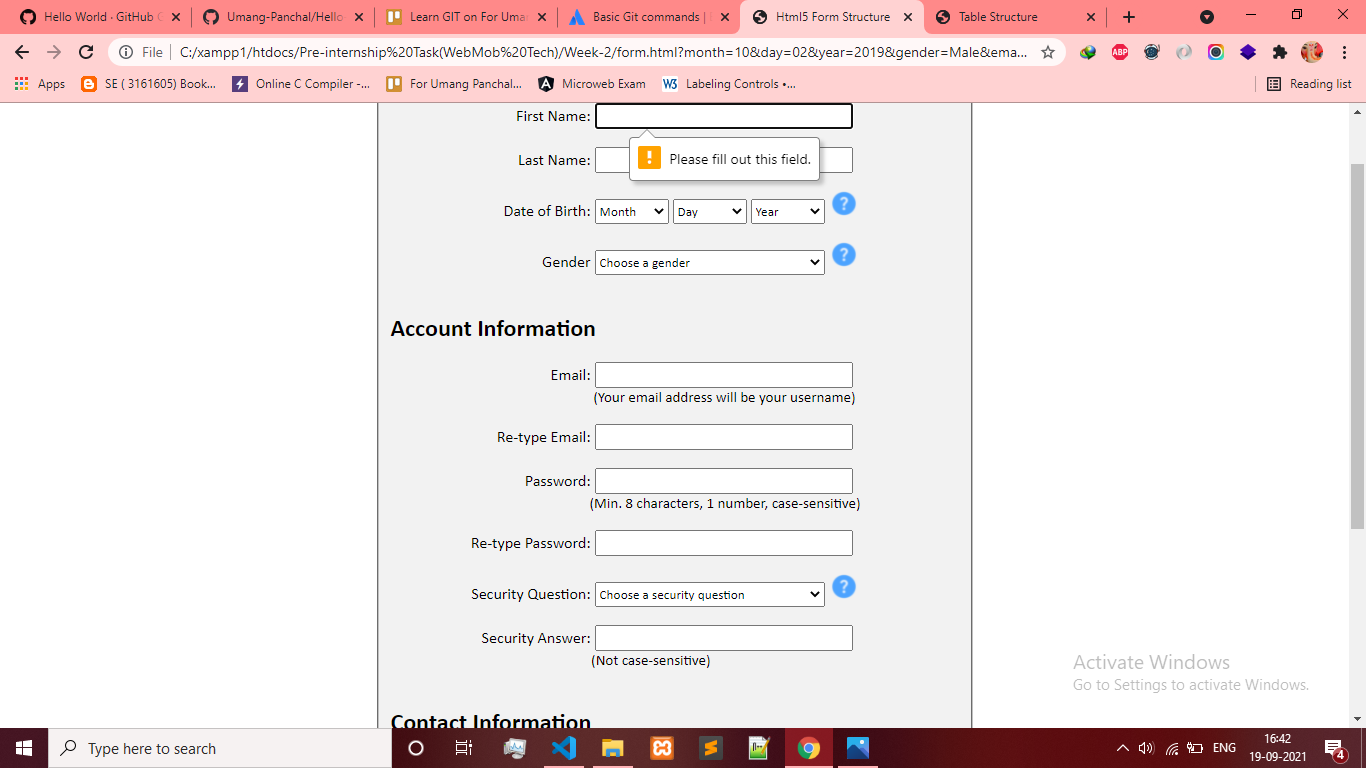 Hello World · GitHub
Umang-Panchal/Hello
Learn GIT on For Uma
Basic Git commands |
Html5 Form Structure
Table Structure
File
C:/xampp1/htdocs/Pre-internship%20Task(WebMob%20Tech)/Week-2/form.html?month=10&day=02&year=2019&gender=Male&ema...
ABP
Apps
SE ( 3161605) Book...
Online C Compiler -...
For Umang Panchal...
Microweb Exam
W3
Labeling Controls •...
Reading list
First Name:
Please fill out this field.
Last Name:
Date of Birth: Month Day Year ?
Gender Choose a gender ?
Account Information
Email:
(Your email address will be your username)
Re-type Email:
Password:
(Min. 8 characters, 1 number, case-sensitive)
Re-type Password:
Security Question: Choose a security question ?
Security Answer:
(Not case-sensitive)
Activate Windows
Go to Settings to activate Windows.
Contact Information
Type here to search
ENG
16:42
19-09-2021
4